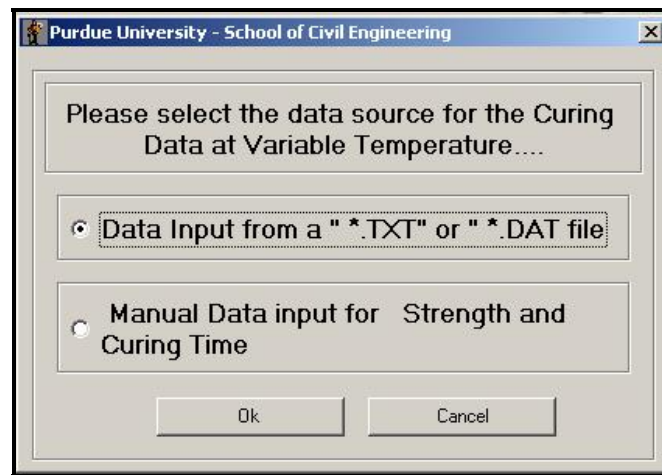 Purdue University - School of Civil Engineering
Please select the data source for the Curing
Data at Variable Temperature....
Data Input from a " *.TXT" or " *.DAT file
Manual Data input for Strength and
Curing Time
Ok
Cancel